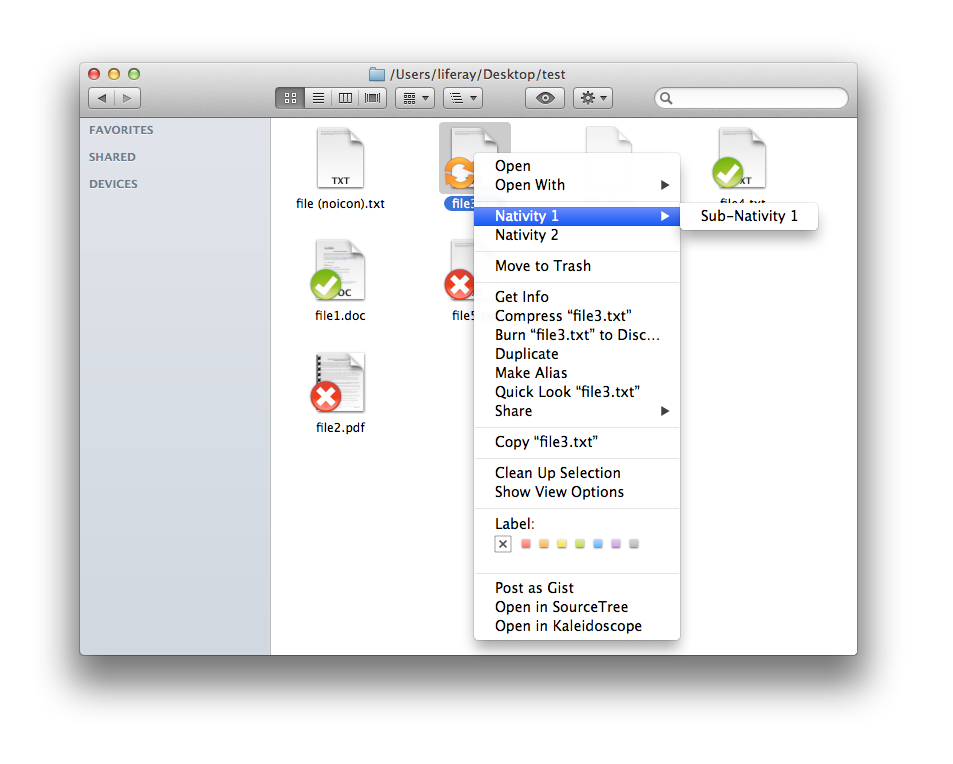 /Users/liferay/Desktop/test
FAVORITES
SHARED
DEVICES
TXT
file (noicon).txt
file3
file4.txt
file1.doc
file5
file2.pdf
Open
Open With
Nativity 1
Sub-Nativity 1
Nativity 2
Move to Trash
Get Info
Compress “file3.txt”
Burn “file3.txt” to Disc...
Duplicate
Make Alias
Quick Look “file3.txt”
Share
Copy “file3.txt”
Clean Up Selection
Show View Options
Label:
Post as Gist
Open in SourceTree
Open in Kaleidoscope